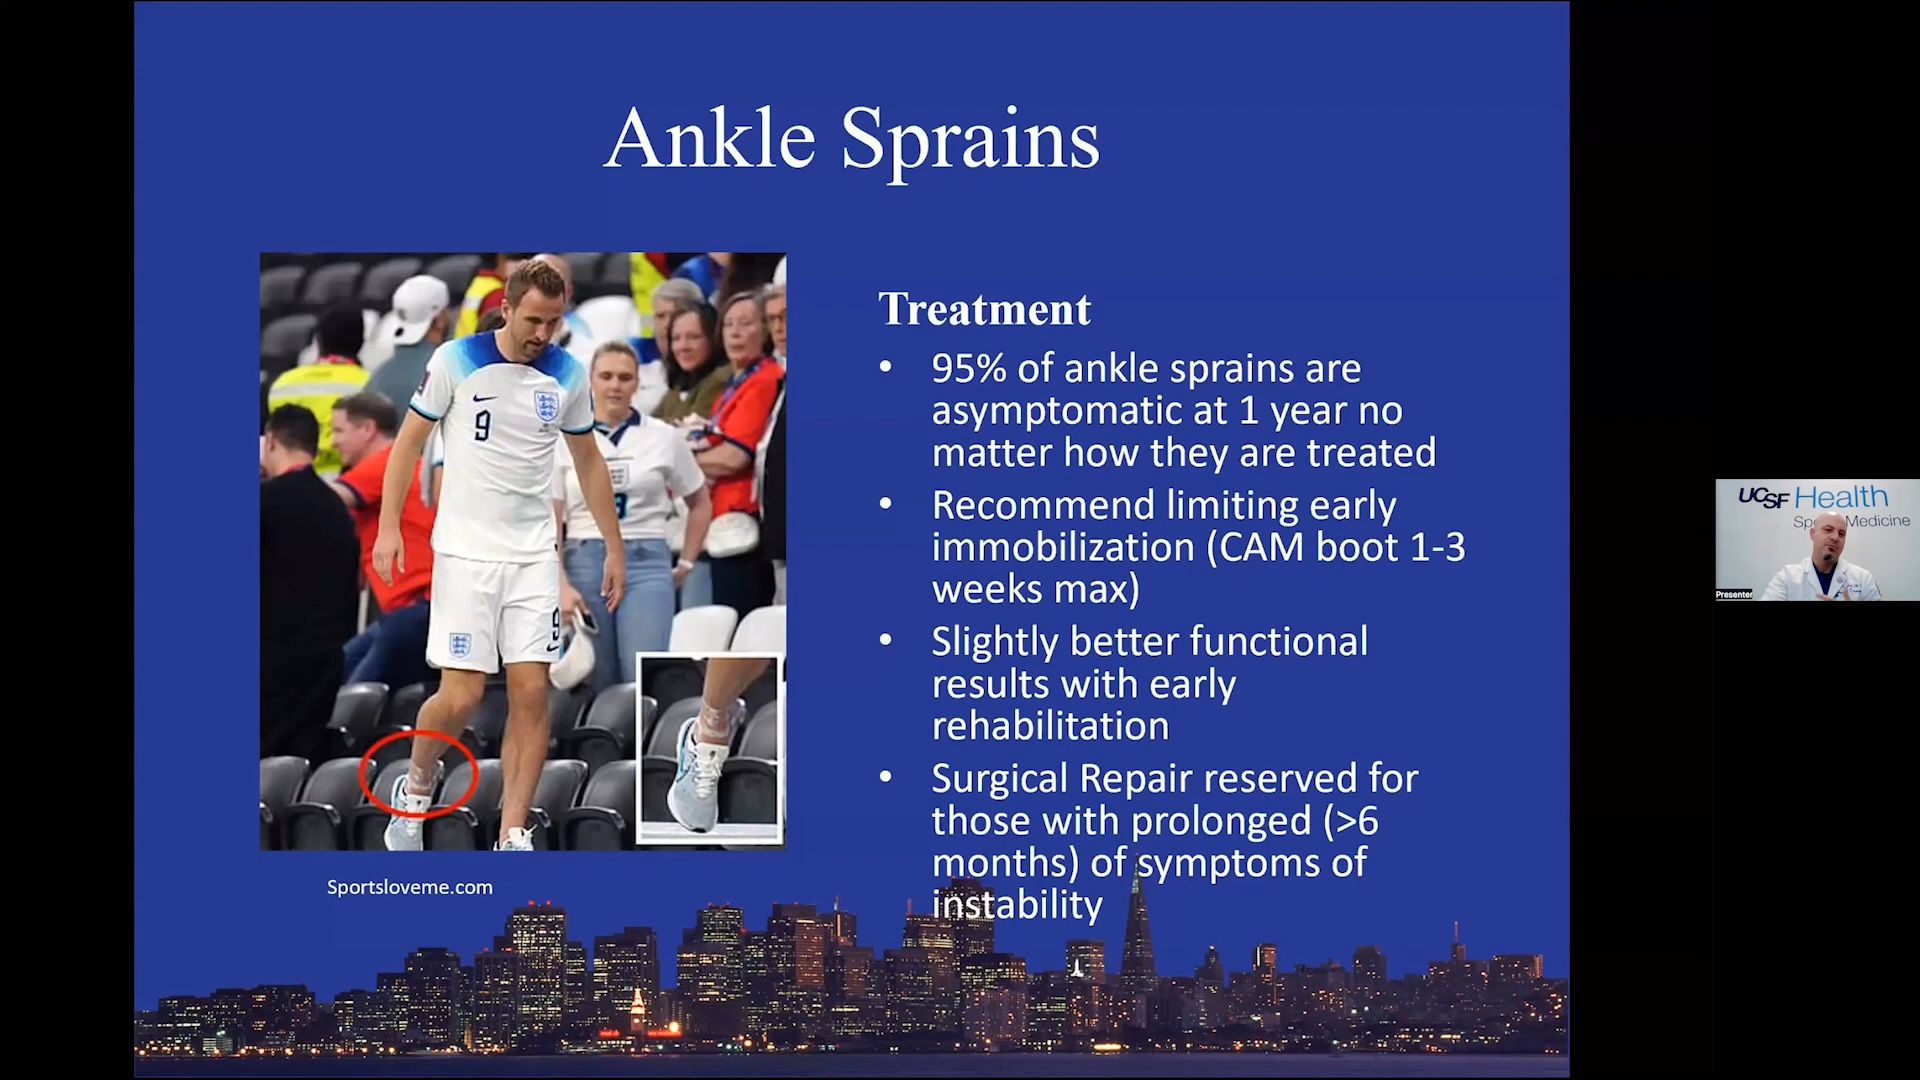 Ankle Sprains
Treatment
• 95% of ankle sprains are
asymptomatic at 1 year no
matter how they are treated
• Recommend limiting early
immobilization (CAM boot 1-3
weeks max)
• Slightly better functional
results with early
rehabilitation
• Surgical Repair reserved for
those with prolonged (>6
months) of symptoms of
instability
9
9
Sportsloveme.com
UCSF Health
Medicine
Presenter